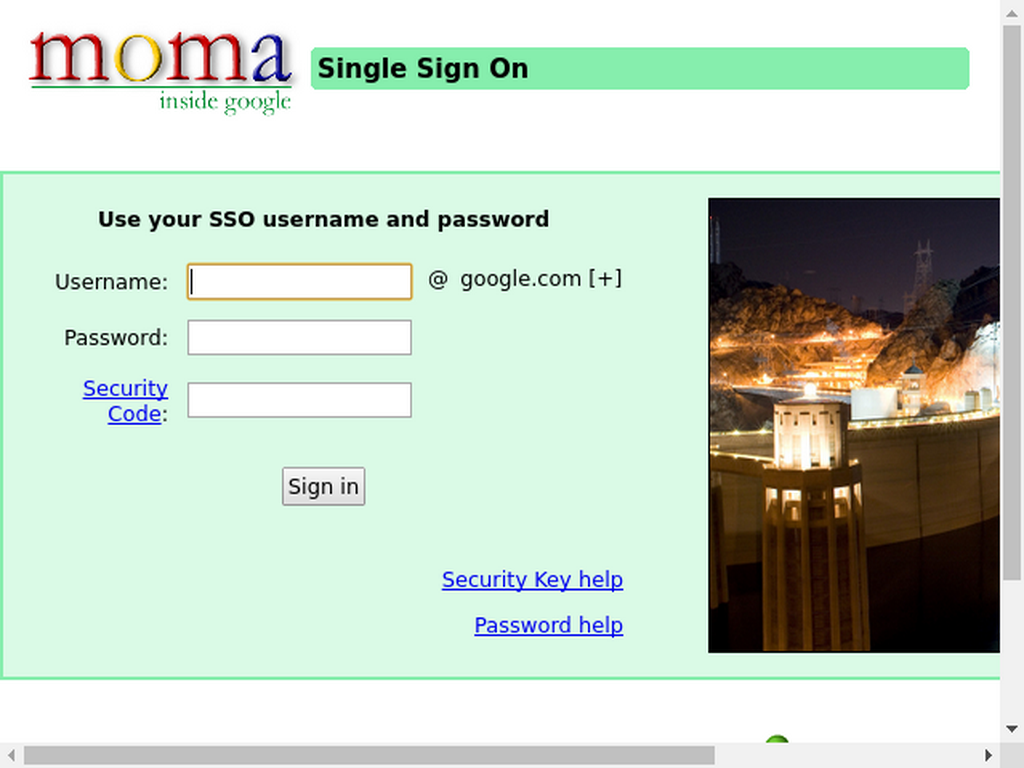 moma
inside google
Single Sign On
Use your SSO username and password
Username:
@ google.com [+]
Password:
Security
Code:
Sign in
Security Key help
Password help